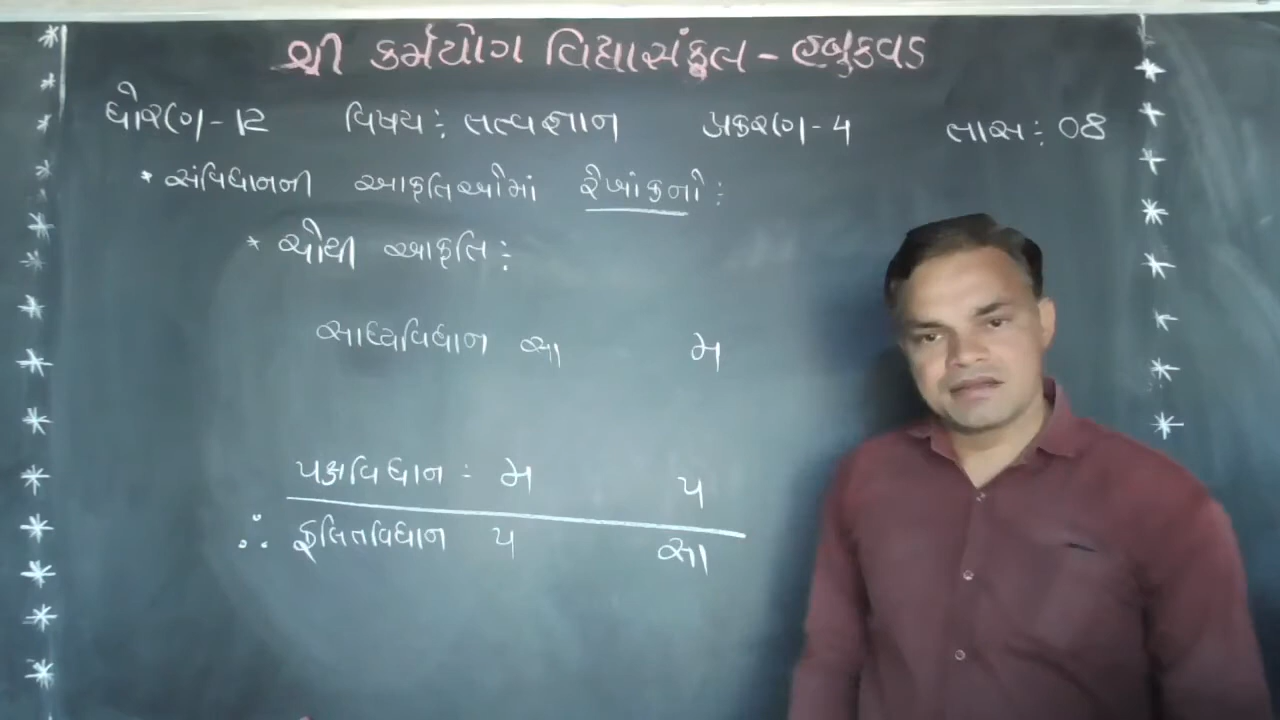 શ્રી કર્મયોગ વિદ્યાસંકુલ - હબુકવડ
ધોરણ - 12 વિષય : તત્વજ્ઞાન પ્રકરણ - 4 તાસ : 08
* સંવિધાનની આકૃતિઓમાં રેખાંકનો :
* ચોથી આકૃતિ :
સાધ્યવિધાન સા મ
પક્ષવિધાન : મ પ
∴ ફલિતવિધાન પ સા